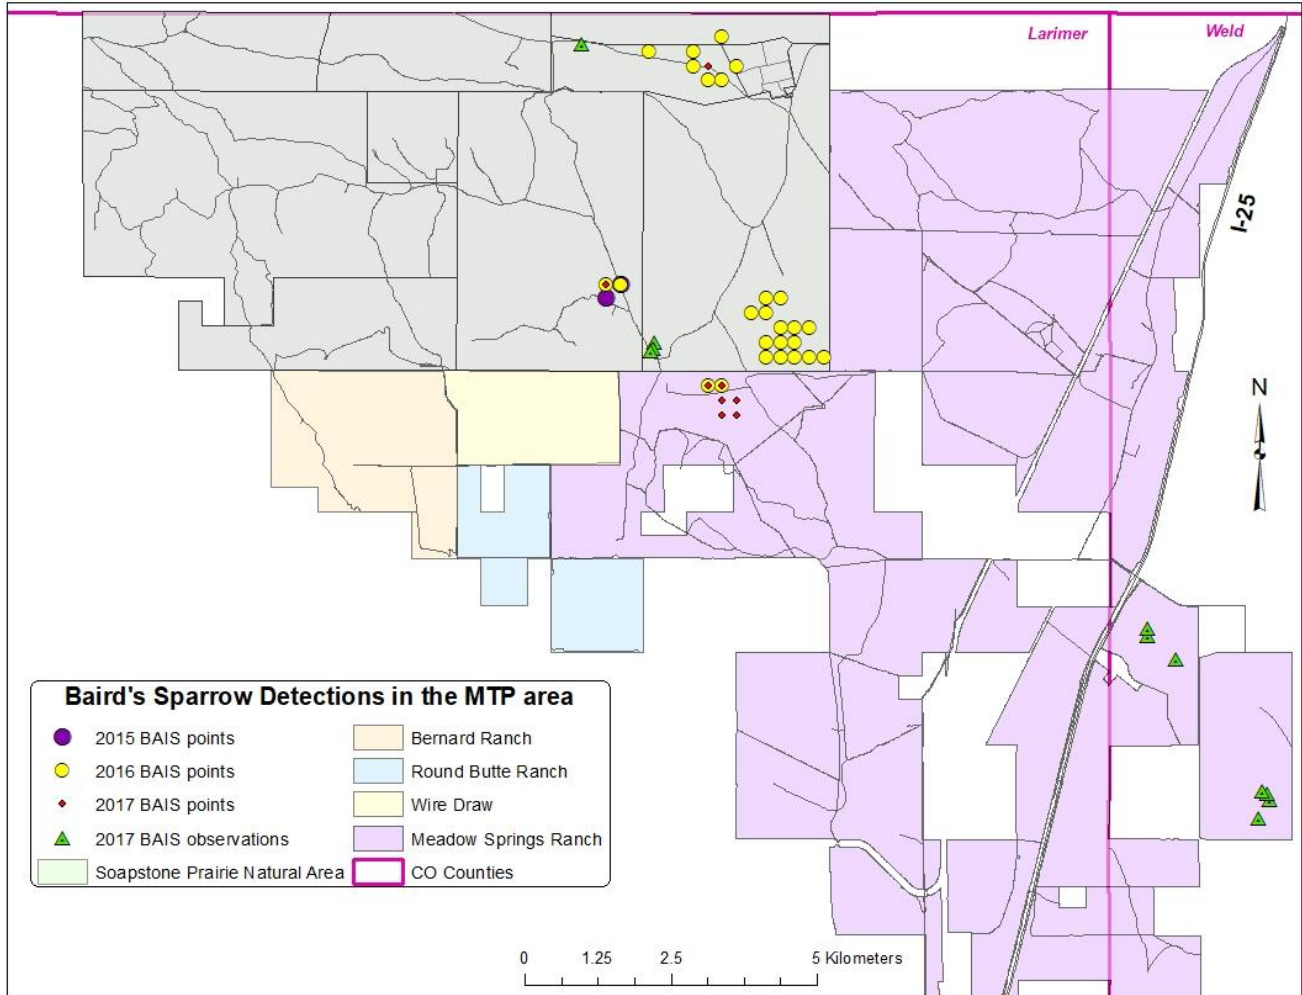 Larimer
Weld
I-25
N
Baird's Sparrow Detections in the MTP area
2015 BAIS points
Bernard Ranch
2016 BAIS points
Round Butte Ranch
2017 BAIS points
Wire Draw
2017 BAIS observations
Meadow Springs Ranch
Soapstone Prairie Natural Area
CO Counties
0 1.25 2.5 5 Kilometers